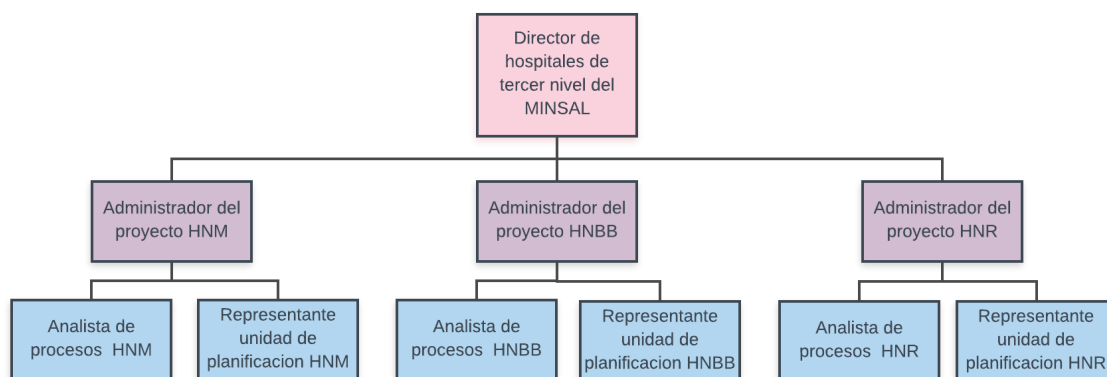 Director de
hospitales de
tercer nivel del
MINSAL
Administrador del
proyecto HNM
Administrador del
proyecto HNBB
Administrador del
proyecto HNR
Analista de
procesos  HNM
Representante
unidad de
planificacion HNM
Analista de
procesos  HNBB
Representante
unidad de
planificacion HNBB
Analista de
procesos  HNR
Representante
unidad de
planificacion HNR